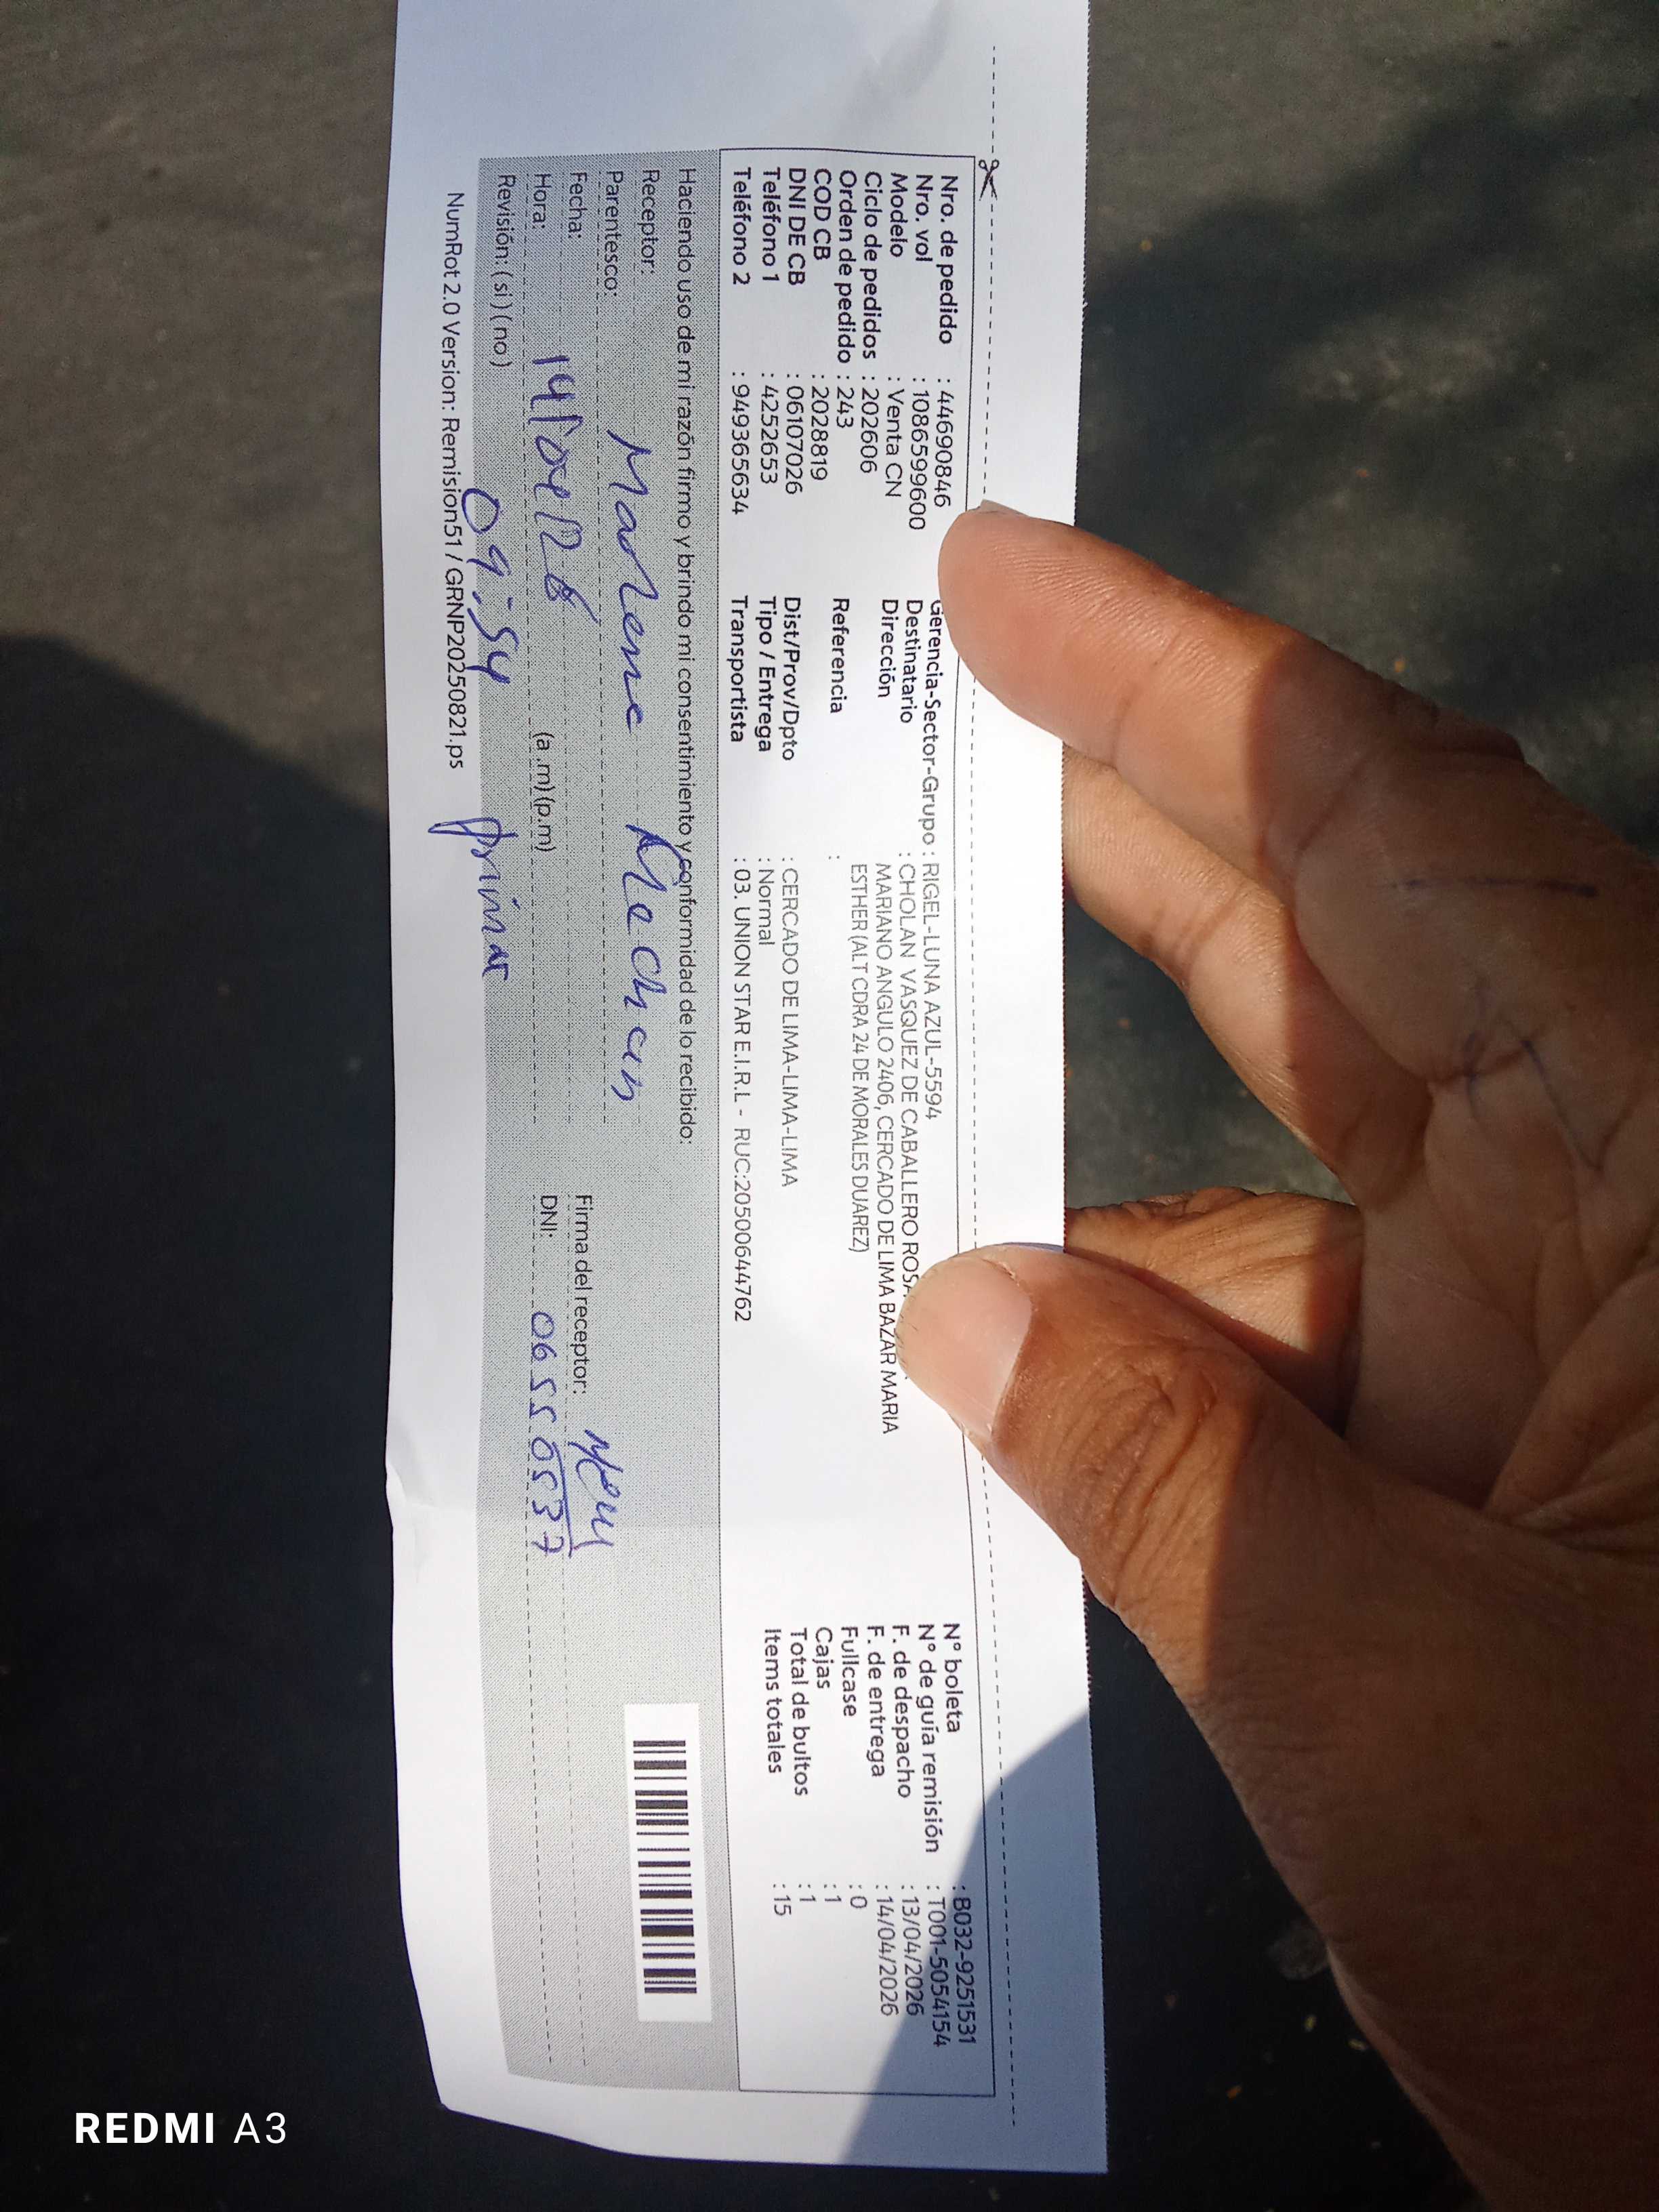 Nro. de pedido : 44690846
Nro. vol : 1086599600
Modelo : Venta CN
Ciclo de pedidos : 202606
Orden de pedido : 243
COD CB : 2028819
DNI DE CB : 06107026
Teléfono 1 : 4252653
Teléfono 2 : 949365634
Gerencia-Sector-Grupo : RIGEL-LUNA AZUL-5594
Destinatario : CHOLAN VASQUEZ DE CABALLERO ROSA
Dirección MARIANO ANGULO 2406, CERCADO DE LIMA BAZAR MARIA
ESTHER (ALT CDRA 24 DE MORALES DUAREZ)
Referencia :
Dist/Prov/Dpto : CERCADO DE LIMA-LIMA-LIMA
Tipo / Entrega : Normal
Transportista : 03. UNION STAR E.I.R.L - RUC:20500644762
N° boleta : B032-9251531
N° de guía remisión : T001-5054154
F. de despacho : 13/04/2026
F. de entrega : 14/04/2026
Fullcase : 0
Cajas : 1
Total de bultos : 1
Items totales : 15
Haciendo uso de mi razón firmo y brindo mi consentimiento y conformidad de lo recibido:
Receptor: Marlene Mechan
Parentesco:
Fecha: 14/04/26
Hora: 09:54 (a .m) (p.m)
Revisión: ( si ) ( no )
Firma del receptor:
DNI: 06550537
NumRot 2.0 Version: Remision51 / GRNP20250821.ps
REDMI A3